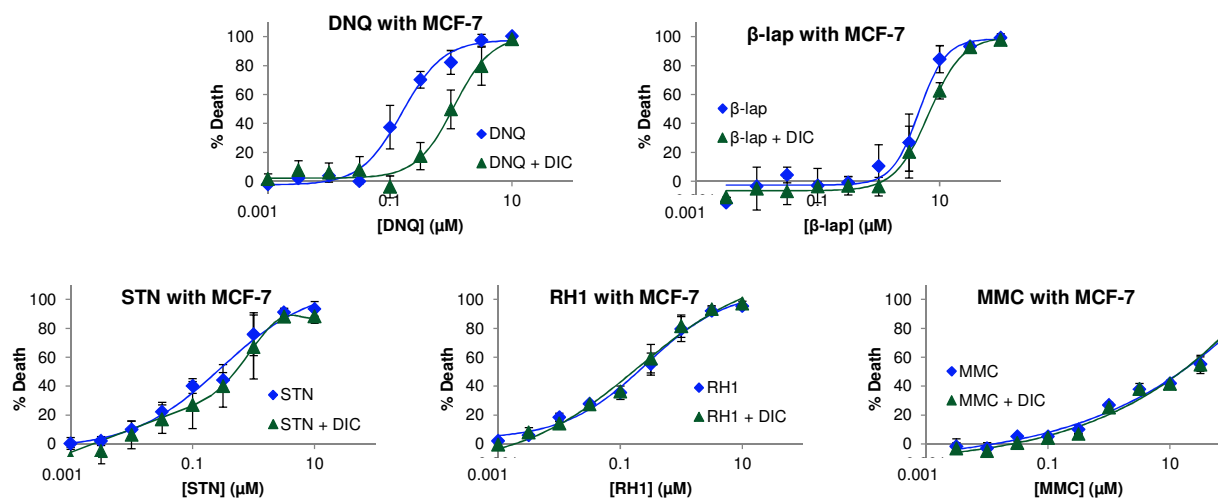 DNQ with MCF-7
% Death
100
80
60
40
20
0
0.001
0.1
10
DNQ
DNQ + DIC
[DNQ] (µM)
β-lap with MCF-7
% Death
100
80
60
40
20
0
0.001
10
β-lap
β-lap + DIC
[β-lap] (µM)
STN with MCF-7
% Death
100
80
60
40
20
0
0.001
0.1
10
STN
STN + DIC
[STN] (µM)
RH1 with MCF-7
% Death
100
80
60
40
20
0
0.001
0.1
10
RH1
RH1 + DIC
[RH1] (µM)
MMC with MCF-7
% Death
100
80
60
40
20
0
0.001
0.1
10
MMC
MMC + DIC
[MMC] (µM)